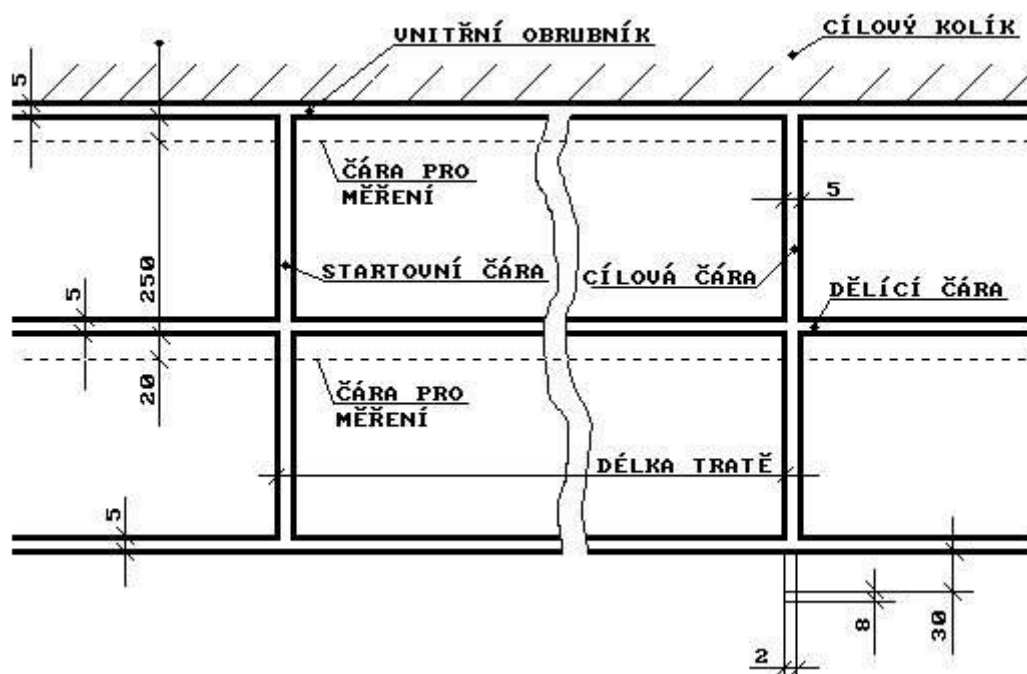 VNITŘNÍ OBRUBNÍK
CÍLOVÝ KOLÍK
5
ČÁRA PRO
MĚŘENÍ
5
250
STARTOVNÍ ČÁRA
CÍLOVÁ ČÁRA
DĚLÍCÍ ČÁRA
5
20
ČÁRA PRO
MĚŘENÍ
DÉLKA TRATĚ
5
8
30
2